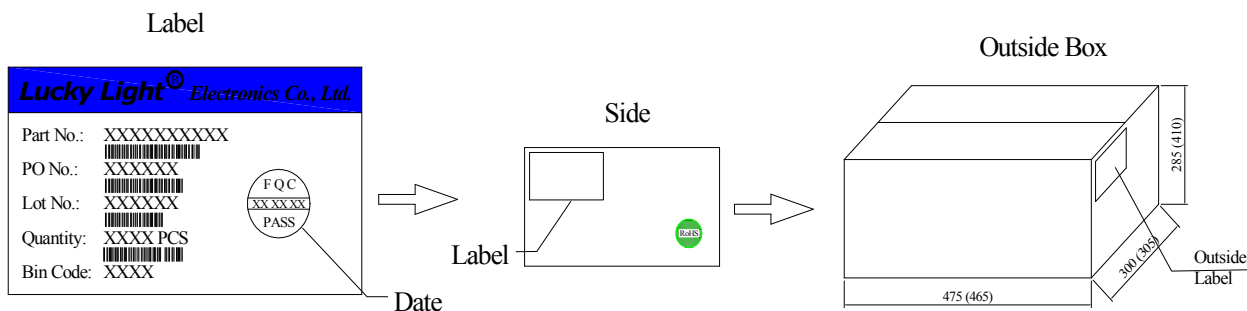 Label
Lucky Light® Electronics Co., Ltd.
Part No.: XXXXXXXXXX
PO No.: XXXXXX
Lot No.: XXXXXX
Quantity: XXXX PCS
Bin Code: XXXX
FQC
XX XX XX
PASS
Date
Side
RoHS
Label
Outside Box
285 (410)
300 (305)
475 (465)
Outside
Label